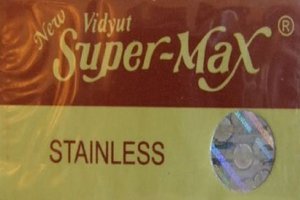 New Vidyut
Super-Max ®
STAINLESS